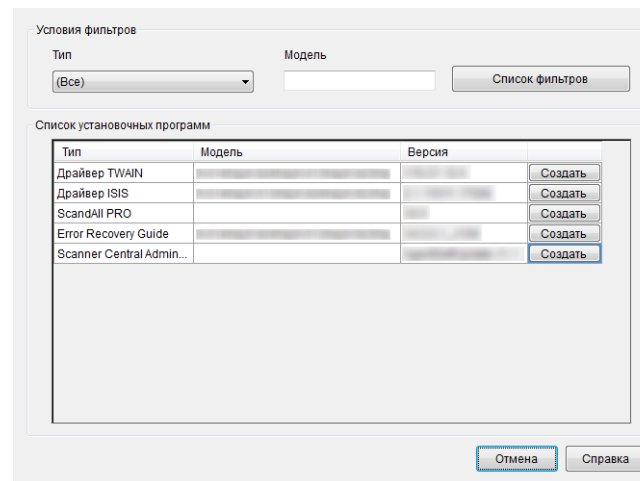 Условия фильтров
Тип Модель
(Все) Список фильтров
Список установочных программ
Тип Модель Версия
Драйвер TWAIN Создать
Драйвер ISIS Создать
ScandAll PRO Создать
Error Recovery Guide Создать
Scanner Central Admin... Создать
Отмена Справка